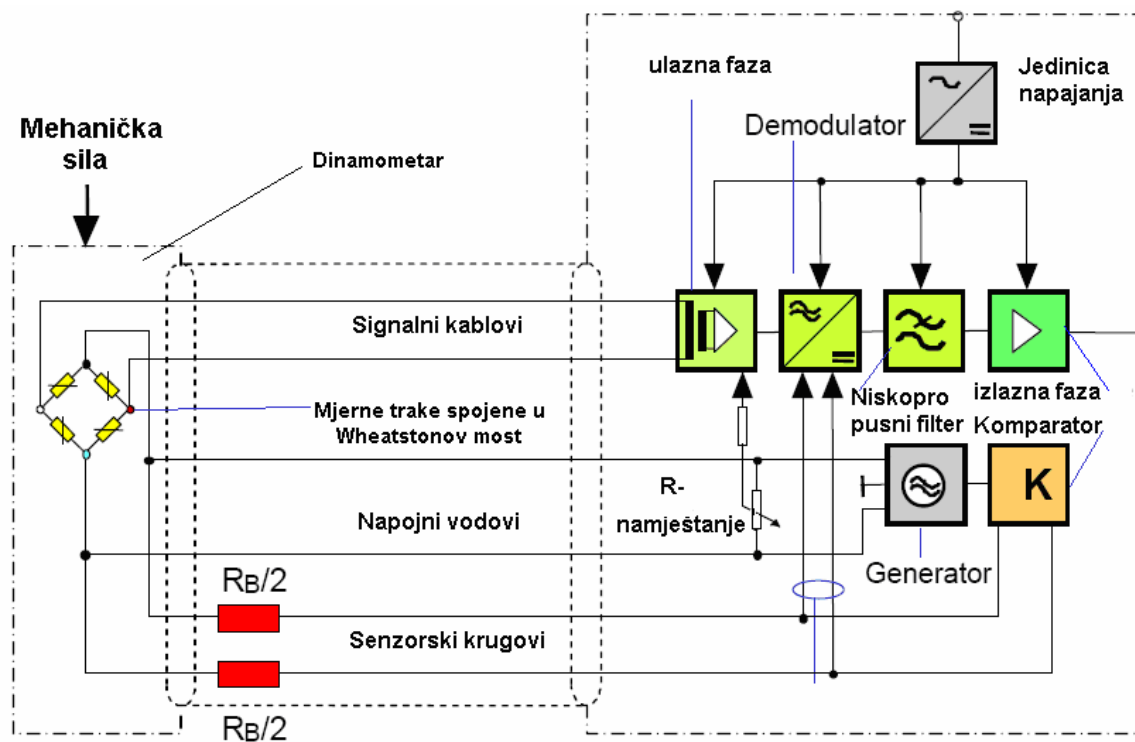 ulazna faza
Jedinica
napajanja
Demodulator
Mehanička
sila
Dinamometar
Signalni kablovi
Mjerne trake spojene u
Wheatstonov most
Niskopro
pusni filter
izlazna faza
Komparator
R-
namještanje
K
Napojni vodovi
Generator
RB/2
Senzorski krugovi
RB/2